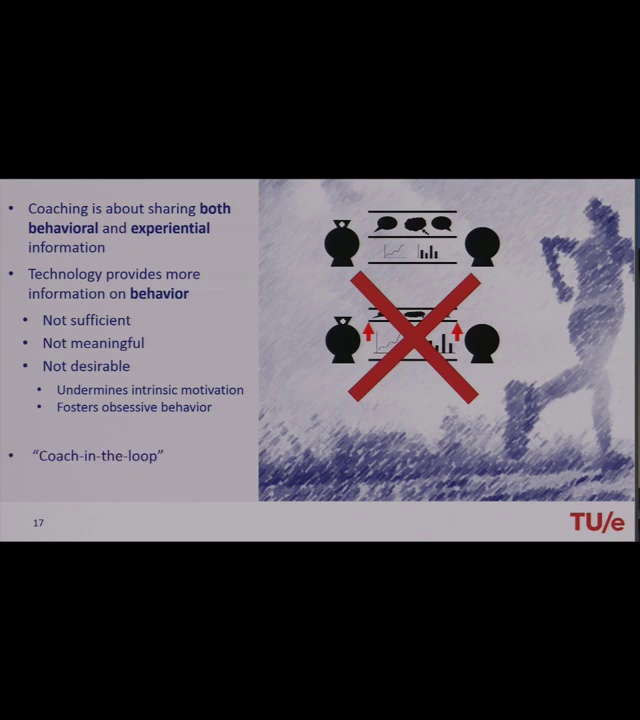 Coaching is about sharing both
behavioral and experiential
information
Technology provides more
information on behavior
Not sufficient
Not meaningful
Not desirable
Undermines intrinsic motivation
Fosters obsessive behavior
“Coach-in-the-loop”
17
TU/e